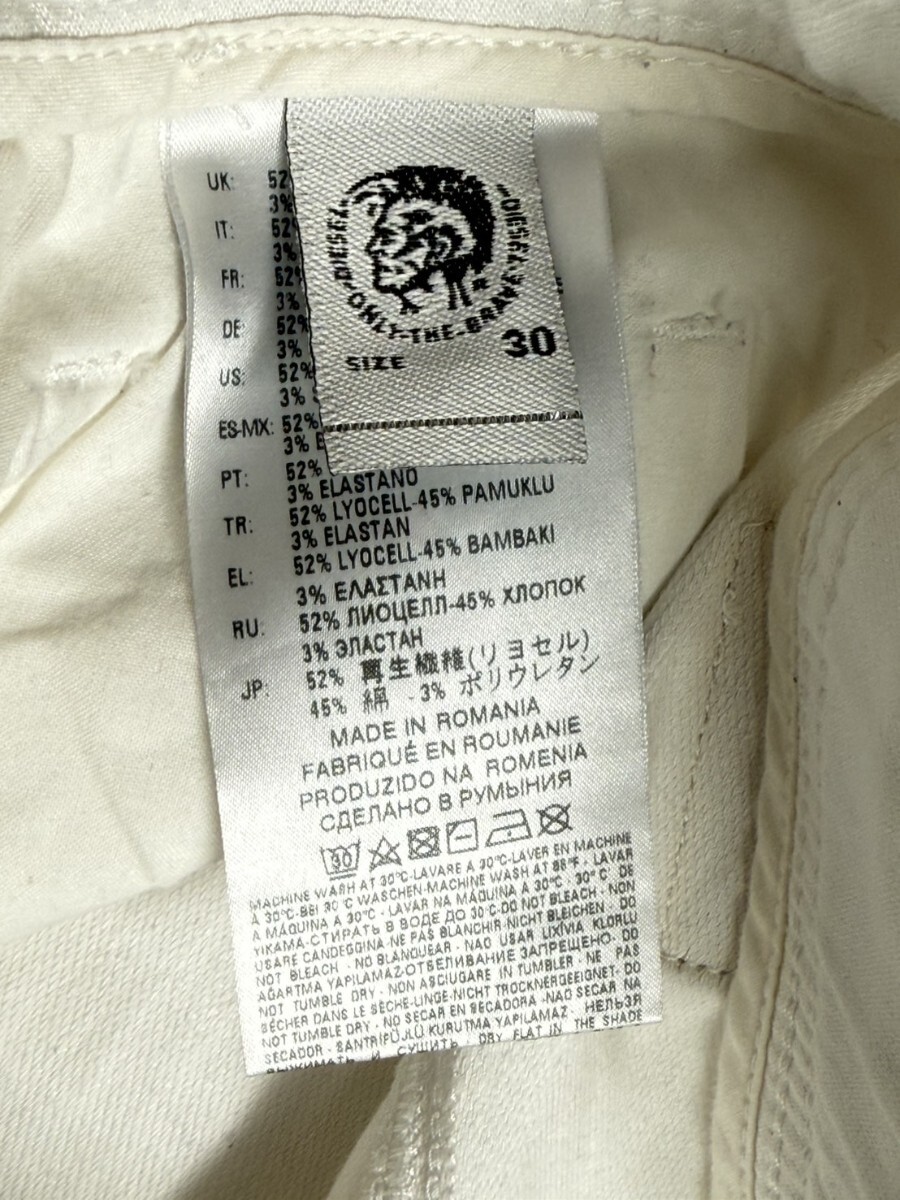 DIESEL ONLY-THE-BRAVE DIESEL
SIZE 30
UK: 52
3%
IT: 52%
3%
FR: 52%
3%
DE: 52%
3%
US: 52%
3%
ES-MX: 52%
3% E
PT: 52%
3% ELASTANO
TR: 52% LYOCELL-45% PAMUKLU
3% ELASTAN
EL: 52% LYOCELL-45% BAMBAKI
3% ΕΛΑΣΤΑΝΗ
RU: 52% ЛИОЦЕЛЛ-45% ХЛОПОК
3% ЭЛАСТАН
JP: 52% 再生繊維(リヨセル)
45% 綿 -3% ポリウレタン
MADE IN ROMANIA
FABRIQUÉ EN ROUMANIE
PRODUZIDO NA ROMENIA
СДЕЛАНО В РУМЫНИЯ
30
MACHINE WASH AT 30°C-LAVARE A 30°C-LAVER EN MACHINE
A 30°C-BEI 30°C WASCHEN-MACHINE WASH AT 86°F - LAVAR
A MÁQUINA A 30°C - LAVAR NA MÁQUINA A 30°C - 30° C' DE
YIKAMA-СТИРАТЬ В ВОДЕ ДО 30°C-DO NOT BLEACH - NON
USARE CANDEGGINA-NE PAS BLANCHIR-NICHT BLEICHEN - DO
NOT BLEACH - NO BLANQUEAR - NAO USAR LIXÍVIA KLORLU
AĞARTMA YAPILAMAZ-ОТБЕЛИВАНИЕ ЗАПРЕЩЕНО- DO
NOT TUMBLE DRY - NON ASCIUGARE IN TUMBLER - NE PAS
SÉCHER DANS LE SÈCHE-LINGE-NICHT TROCKNERGEEIGNET- DO
NOT TUMBLE DRY - NO SECAR EN SECADORA -NAO SECAR NA
SECADOR - SANTRIFÜJLÜ KURUTMA YAPILAMAZ - НЕЛЬЗЯ
ВЫЖИМАТЬ И СУШИТЬ - DRY FLAT IN THE SHADE